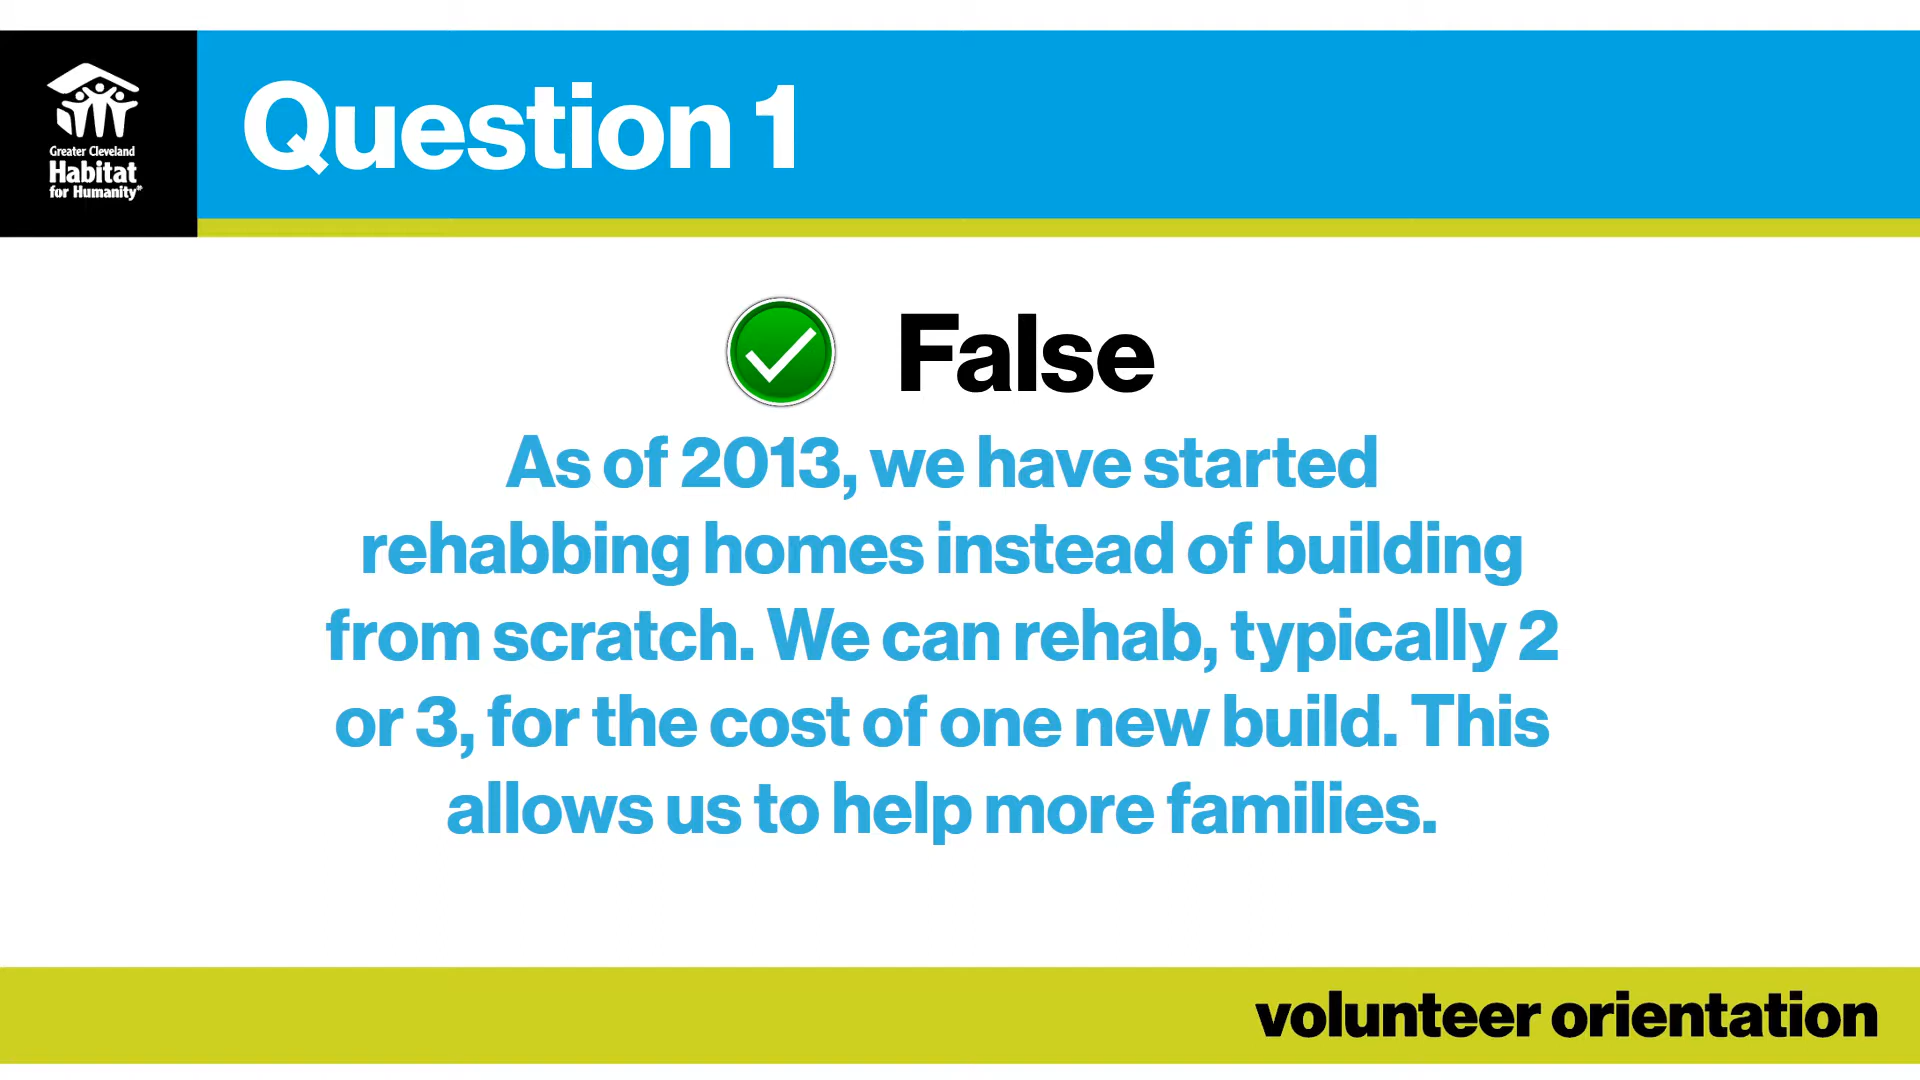 Greater Cleveland
Habitat
for Humanity®
Question 1
False
As of 2013, we have started
rehabbing homes instead of building
from scratch. We can rehab, typically 2
or 3, for the cost of one new build. This
allows us to help more families.
volunteer orientation